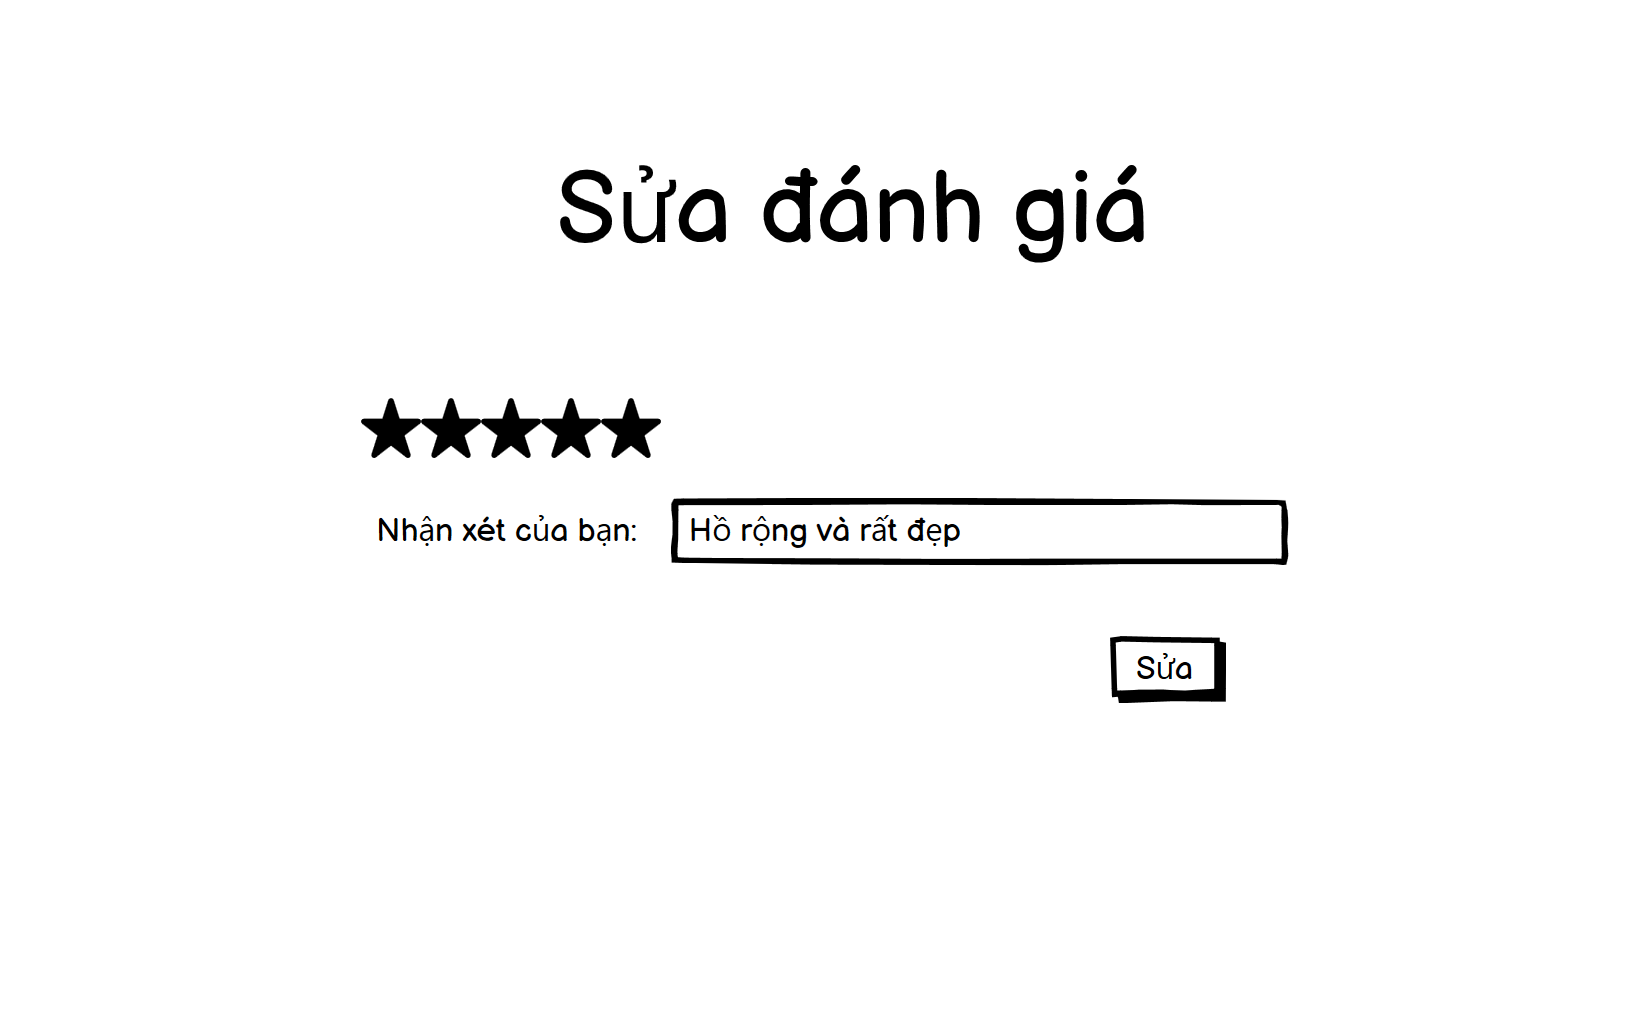 Sửa đánh giá
Nhận xét của bạn: Hồ rộng và rất đẹp
Sửa